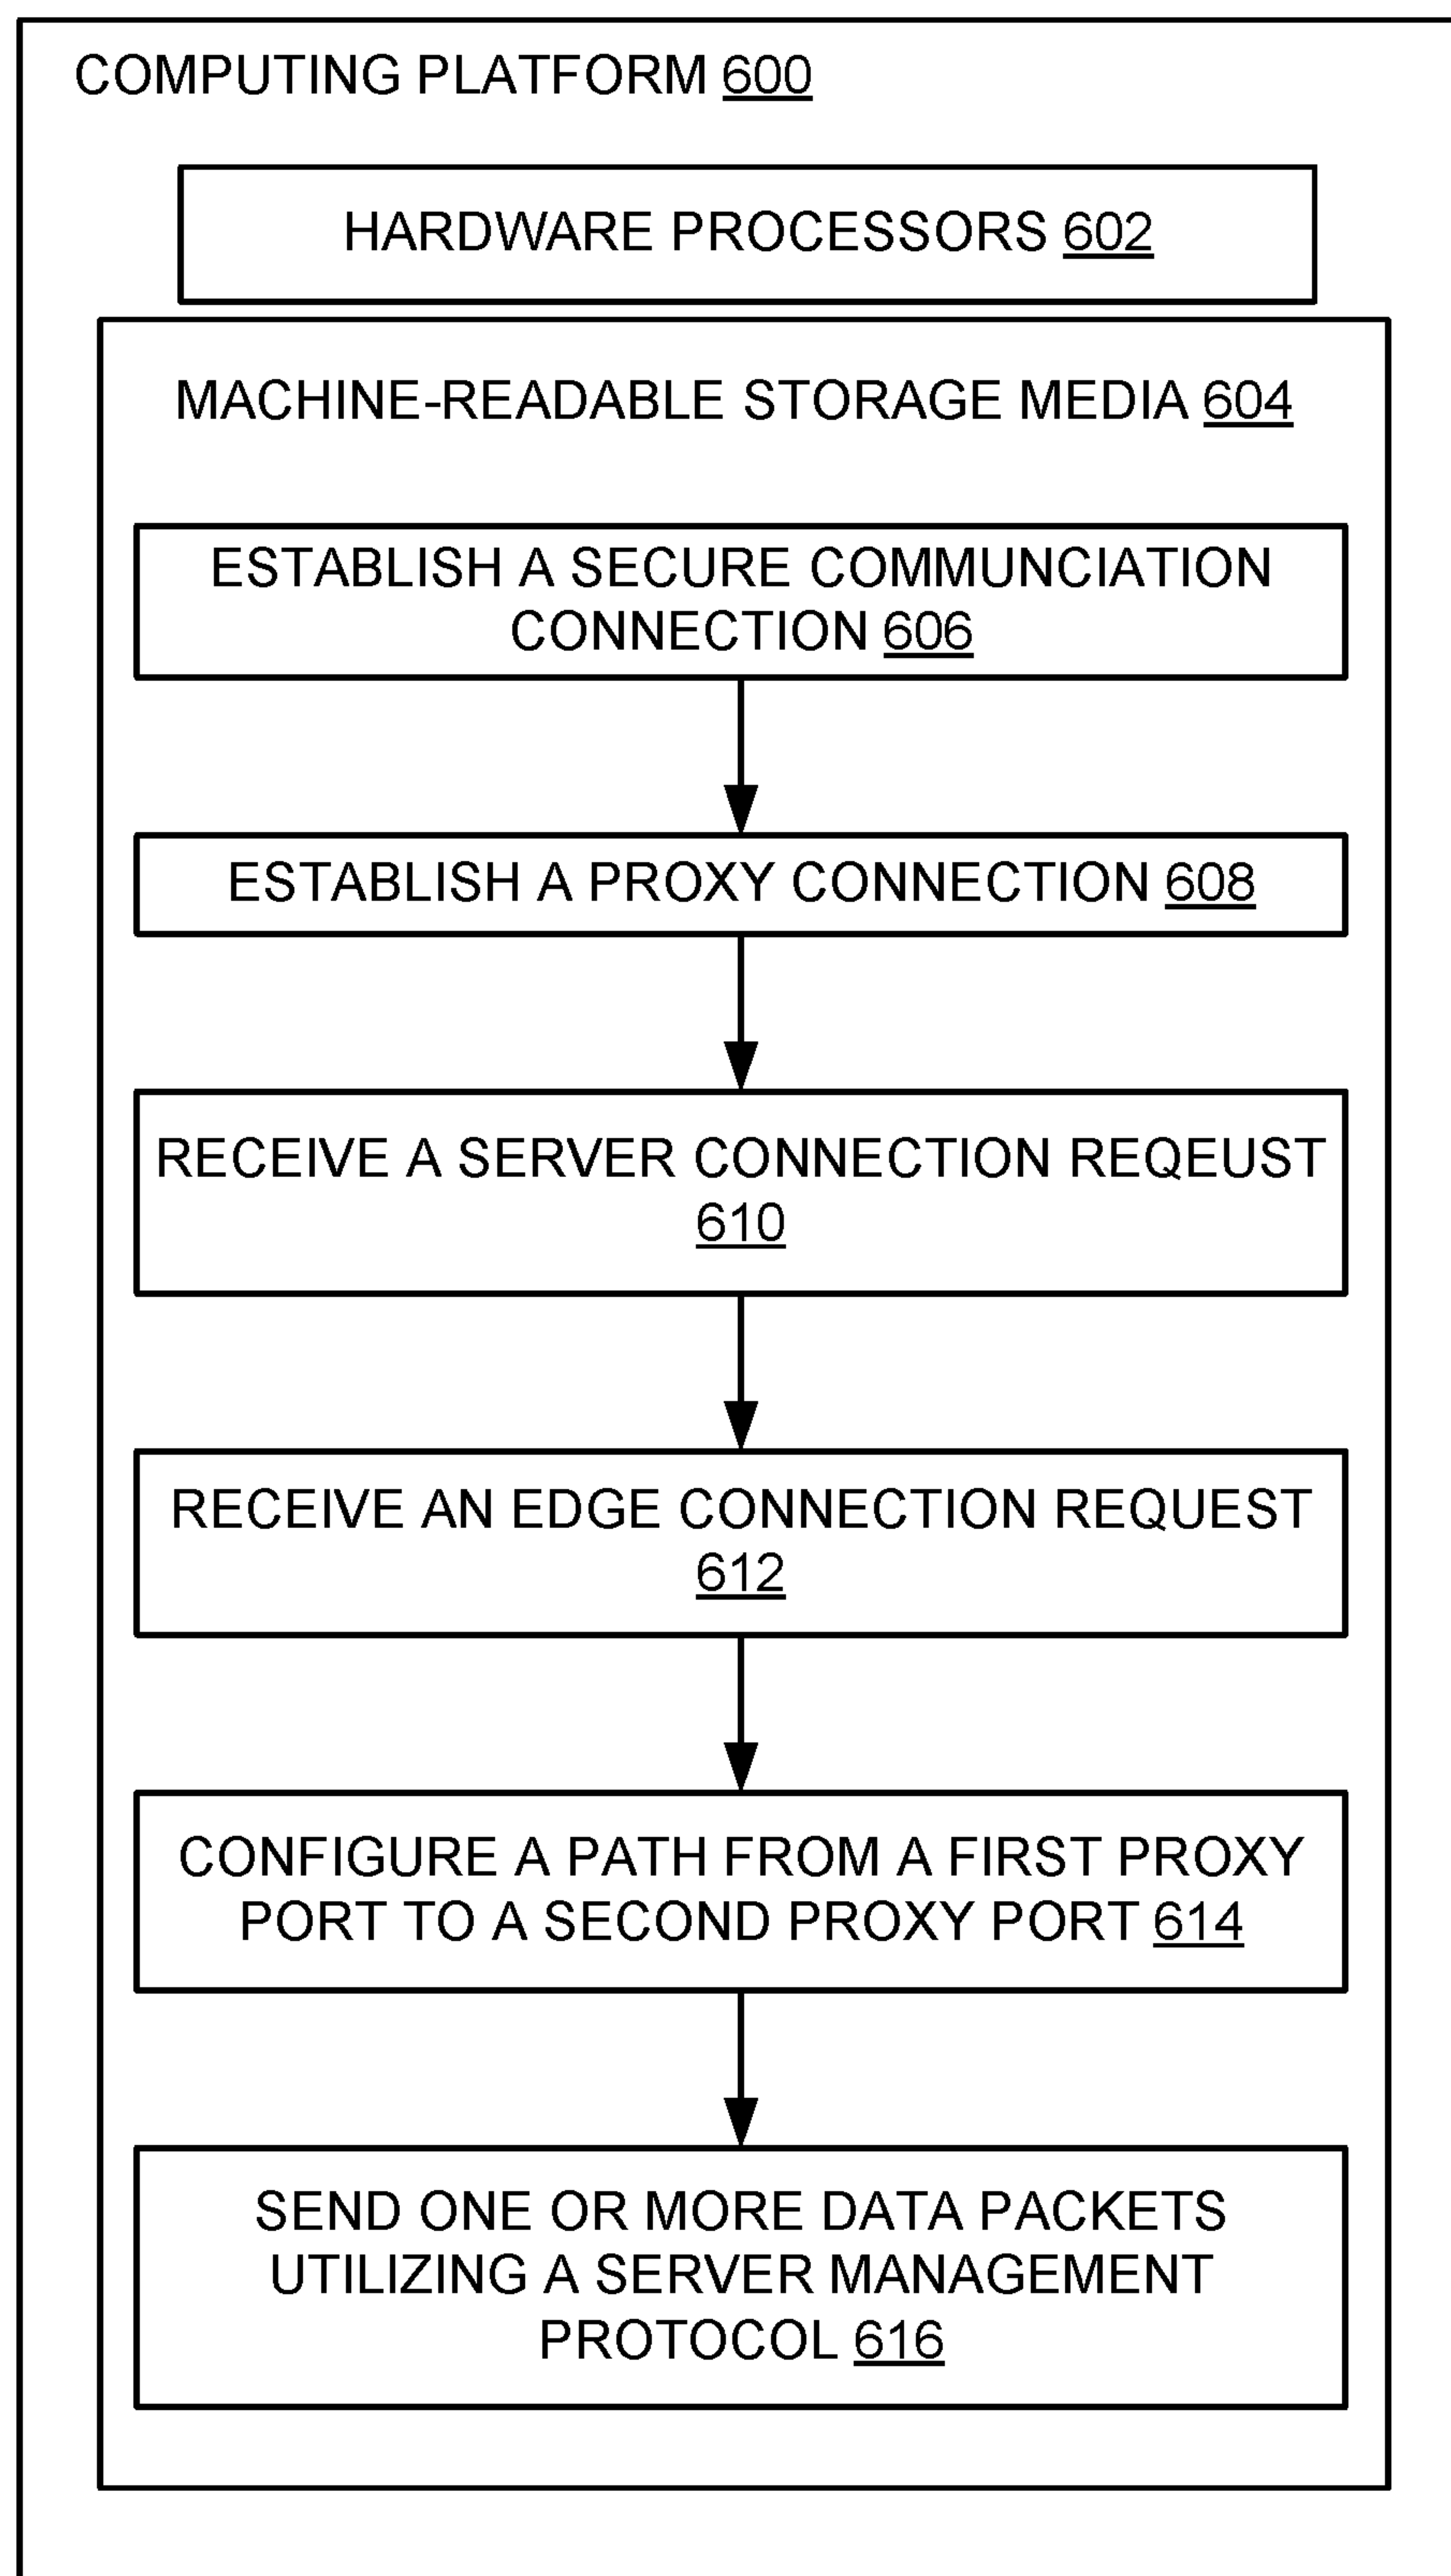 COMPUTING PLATFORM 600
HARDWARE PROCESSORS 602
MACHINE-READABLE STORAGE MEDIA 604
ESTABLISH A SECURE COMMUNCIATION
CONNECTION 606
ESTABLISH A PROXY CONNECTION 608
RECEIVE A SERVER CONNECTION REQEUST
610
RECEIVE AN EDGE CONNECTION REQUEST
612
CONFIGURE A PATH FROM A FIRST PROXY
PORT TO A SECOND PROXY PORT 614
SEND ONE OR MORE DATA PACKETS
UTILIZING A SERVER MANAGEMENT
PROTOCOL 616